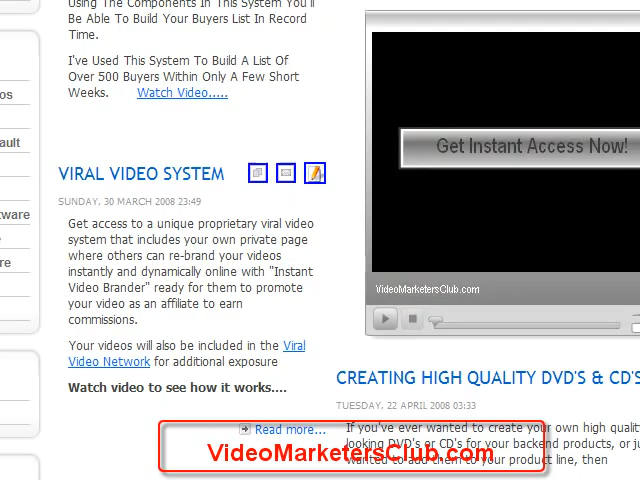 Using The Components In This System You'll
Be Able To Build Your Buyers List In Record
Time.
I've Used This System To Build A List Of
Over 500 Buyers Within Only A Few Short
Weeks. Watch Video.....
os
ault
tware
e
re
VIRAL VIDEO SYSTEM
SUNDAY, 30 MARCH 2008 23:49
Get access to a unique proprietary viral video
system that includes your own private page
where others can re-brand your videos
instantly and dynamically online with "Instant
Video Brander" ready for them to promote
your video as an affiliate to earn
commissions.
Your videos will also be included in the Viral
Video Network for additional exposure
Watch video to see how it works....
Read more...
Get Instant Access Now!
VideoMarketersClub.com
CREATING HIGH QUALITY DVD'S & CD'S
TUESDAY, 22 APRIL 2008 03:33
If you've ever wanted to create your own high quality
looking DVD's or CD's for your backend products, or ju
wanted to add them to your product line, then
VideoMarketersClub.com